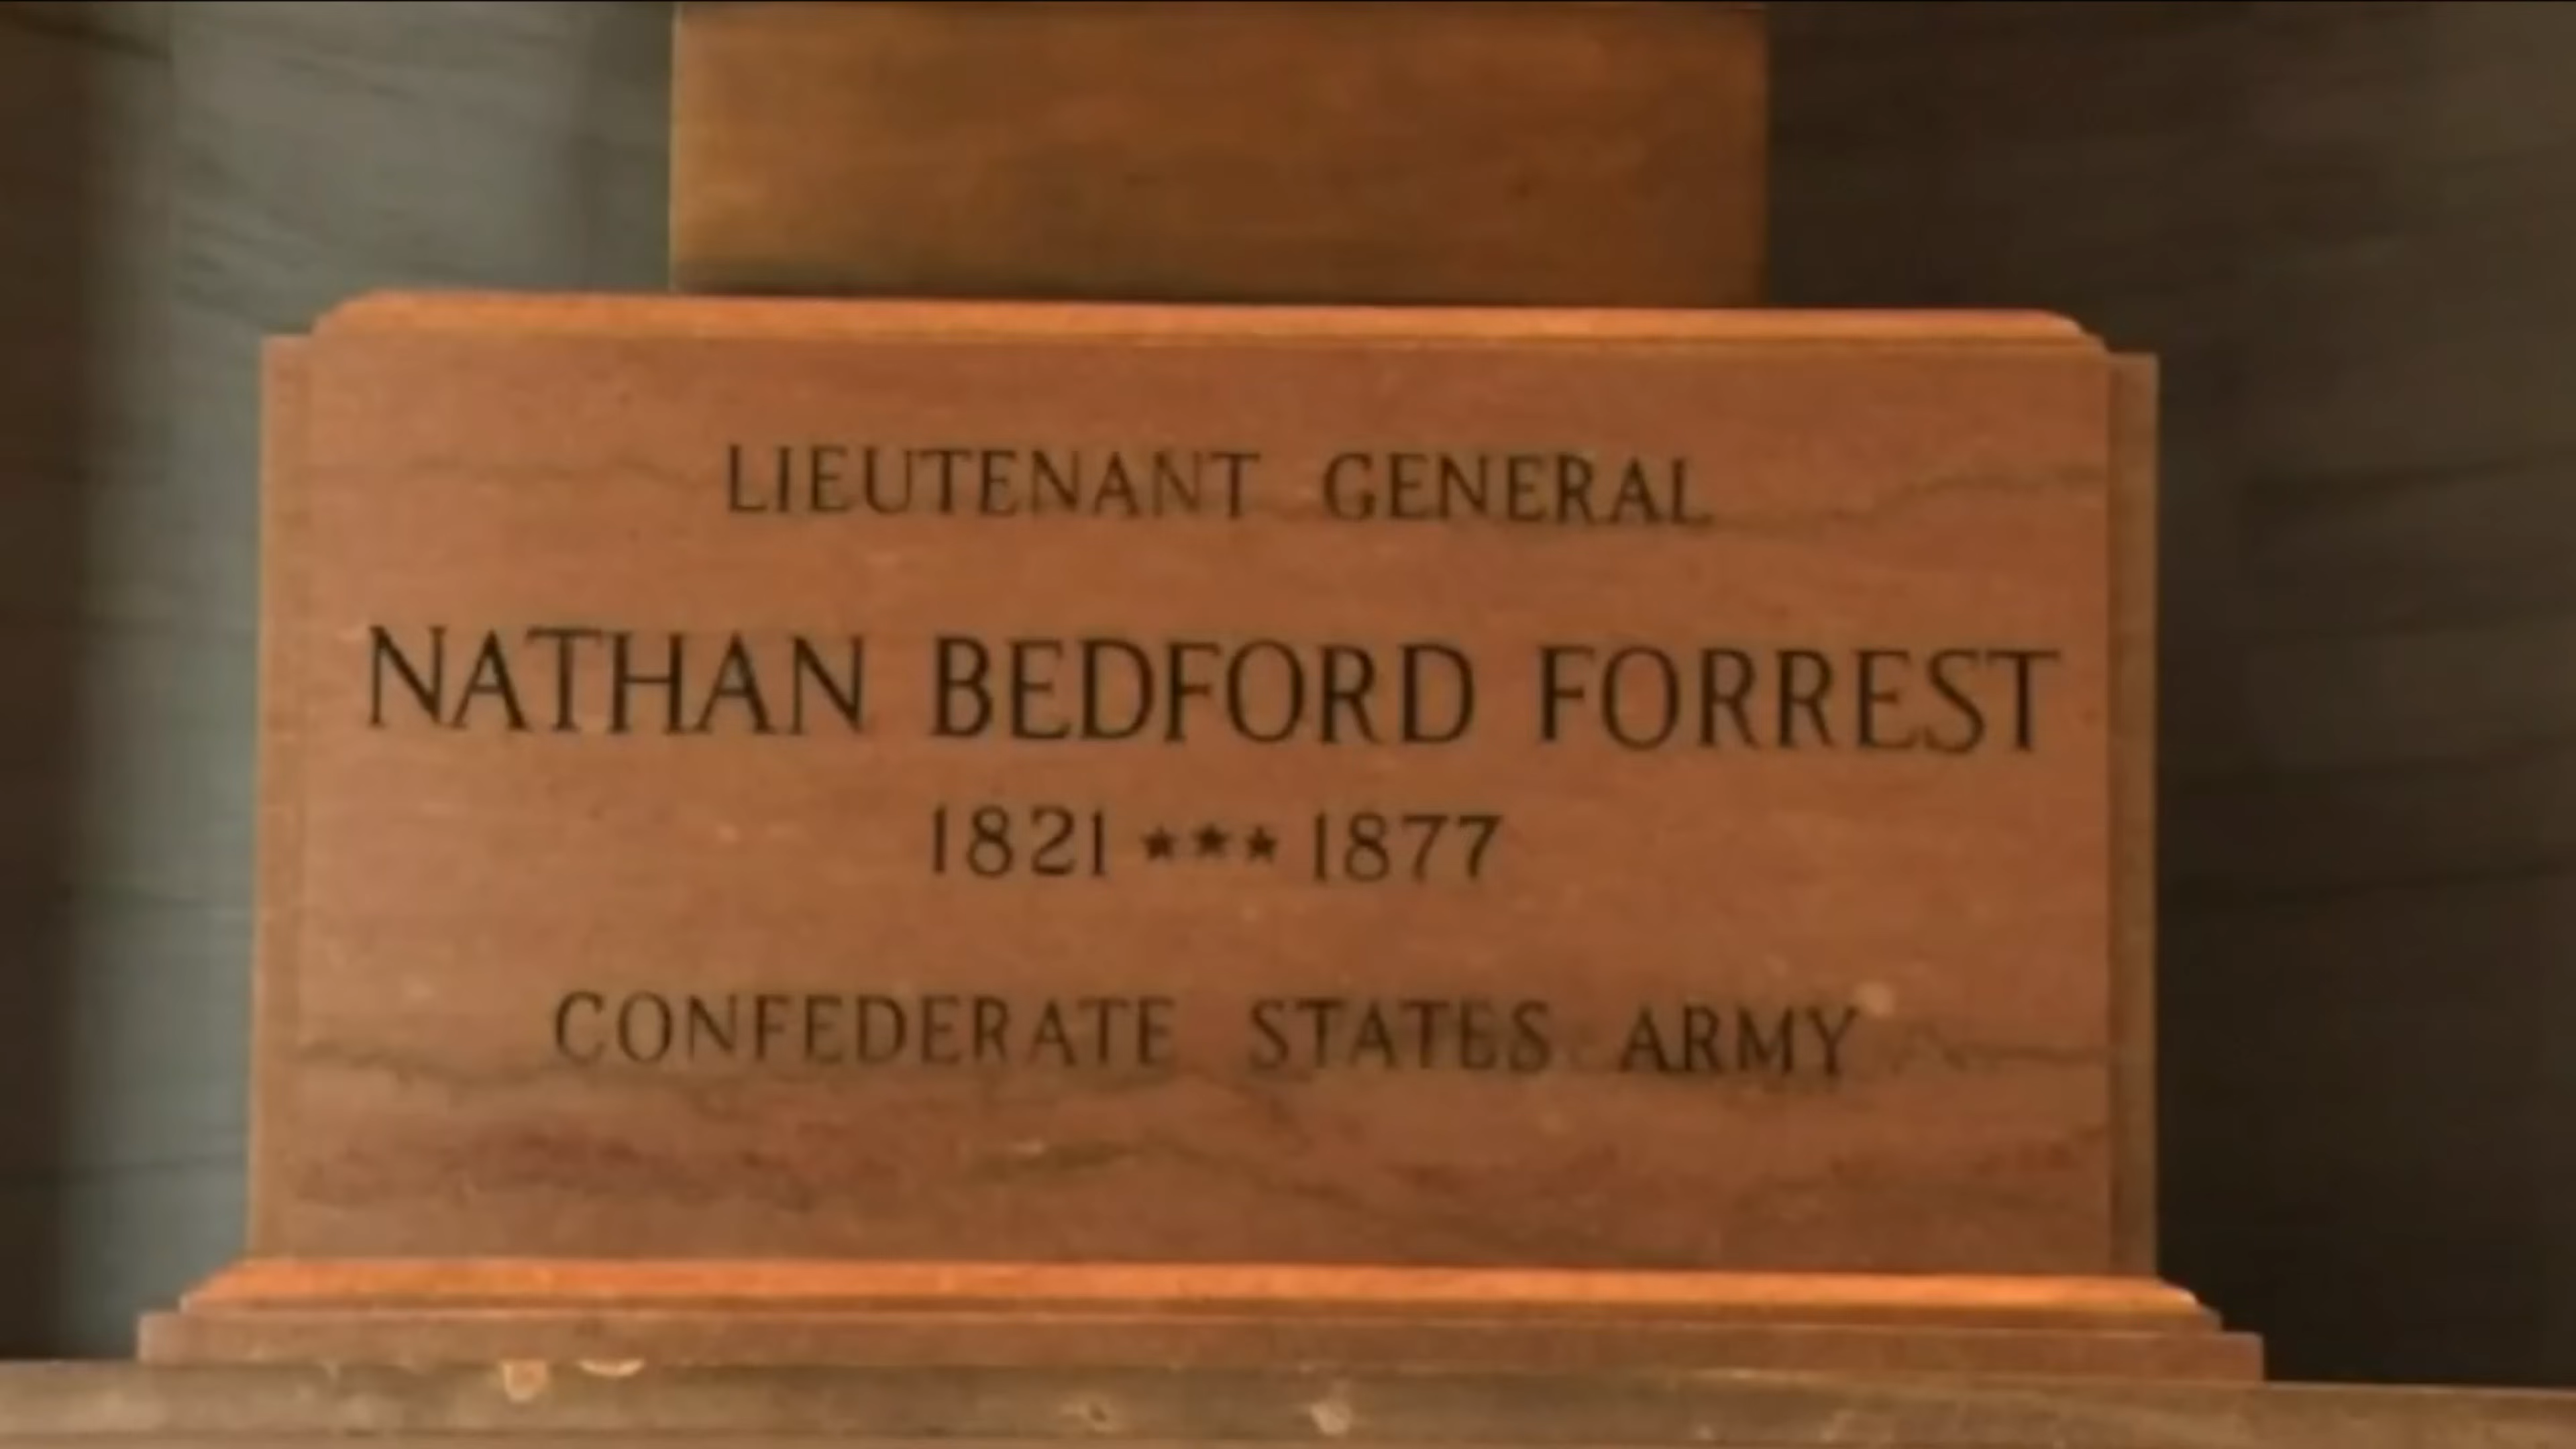 LIEUTENANT GENERAL
NATHAN BEDFORD FORREST
1821 ★★★ 1877
CONFEDERATE STATES ARMY